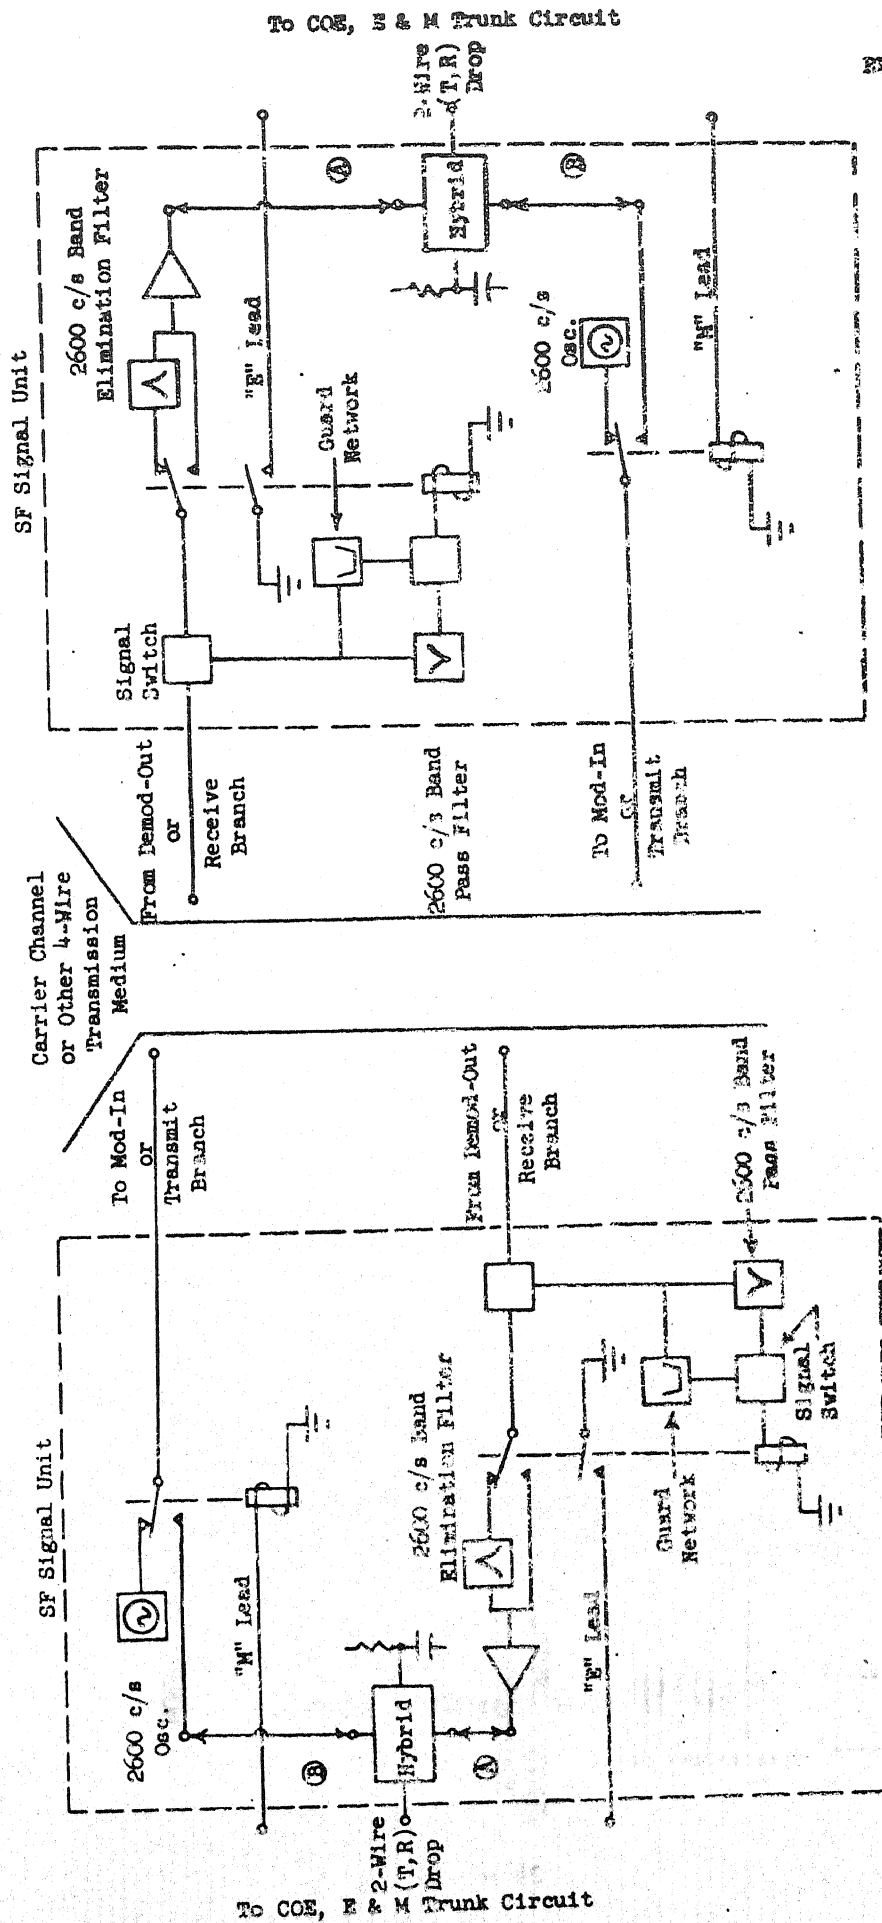 To COE, E & M Trunk Circuit
2-Wire
(T,R)
Drop
SF Signal Unit
2600 c/s Band
Elimination Filter
"E" Lead
A
Hybrid
B
Guard
Network
2600 c/s
Osc.
"M" Lead
Signal
Switch
From Demod-Out
or
Receive
Branch
2600 c/s Band
Pass Filter
To Mod-In
or
Transmit
Branch
Carrier Channel
or Other 4-Wire
Transmission
Medium
To Mod-In
or
Transmit
Branch
From Demod-Out
or
Receive
Branch
2600 c/s Band
Pass Filter
SF Signal Unit
2600 c/s
Osc.
"M" Lead
2600 c/s Band
Elimination Filter
Signal
Switch
Guard
Network
"E" Lead
B
Hybrid
A
2-Wire
(T,R)
Drop
To COE, E & M Trunk Circuit